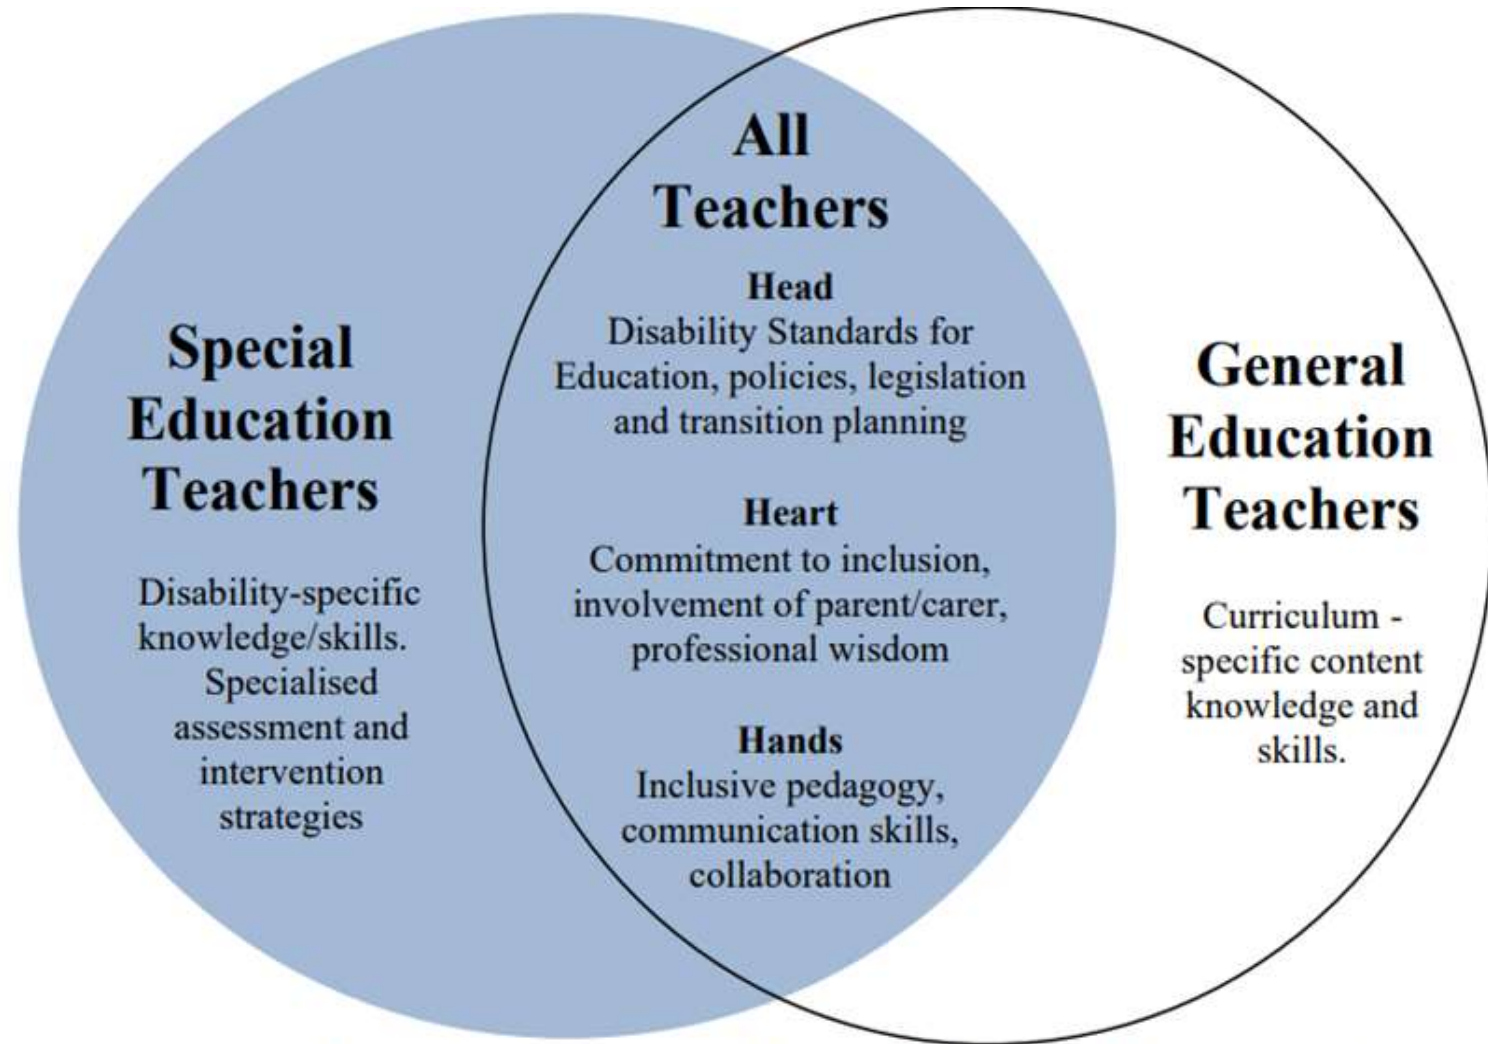 Special
Education
Teachers
Disability-specific
knowledge/skills.
Specialised
assessment and
intervention
strategies
All
Teachers
Head
Disability Standards for
Education, policies, legislation
and transition planning
Heart
Commitment to inclusion,
involvement of parent/carer,
professional wisdom
Hands
Inclusive pedagogy,
communication skills,
collaboration
General
Education
Teachers
Curriculum -
specific content
knowledge and
skills.